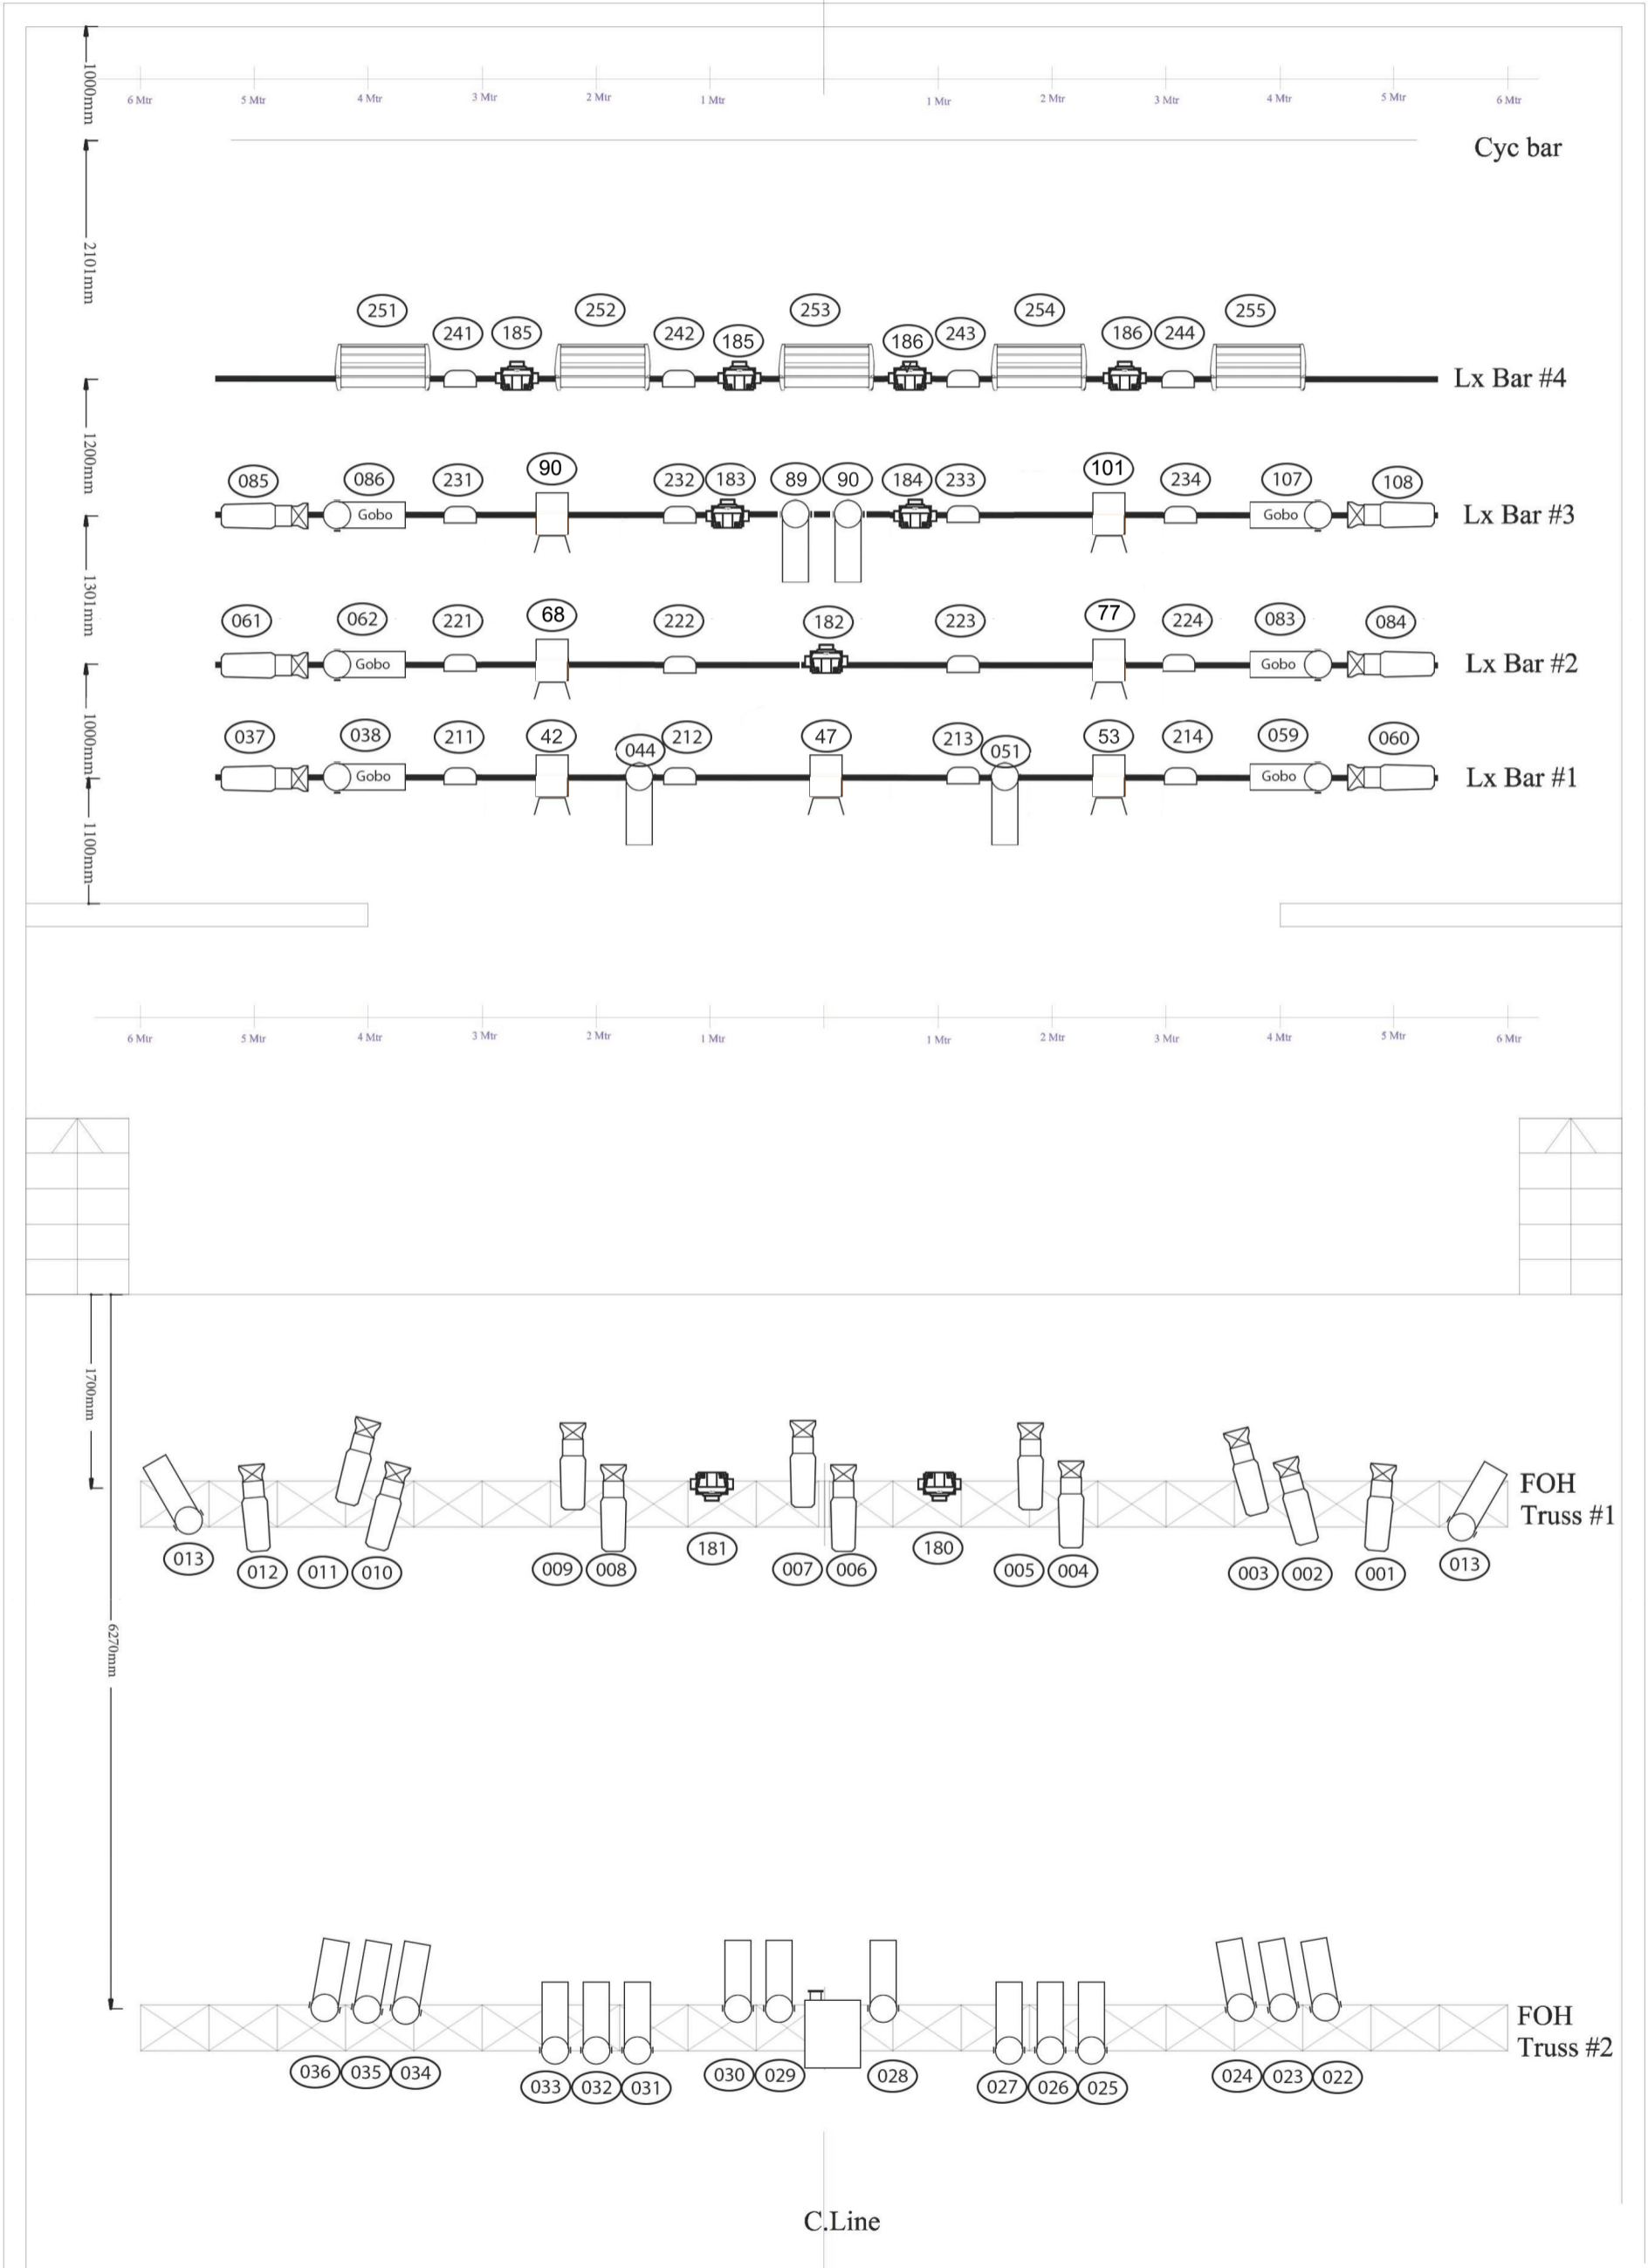 1000mm
6 Mtr
5 Mtr
4 Mtr
3 Mtr
2 Mtr
1 Mtr
1 Mtr
2 Mtr
3 Mtr
4 Mtr
5 Mtr
6 Mtr
Cyc bar
2101mm
251
241
185
252
242
185
253
186
243
254
186
244
255
Lx Bar #4
1200mm
085
086
231
90
232
183
89
90
184
233
101
234
107
108
Gobo
Gobo
Lx Bar #3
1301mm
061
062
221
68
222
182
223
77
224
083
084
Gobo
Gobo
Lx Bar #2
1000mm
037
038
211
42
044
212
47
213
051
53
214
059
060
Gobo
Gobo
Lx Bar #1
1100mm
6 Mtr
5 Mtr
4 Mtr
3 Mtr
2 Mtr
1 Mtr
1 Mtr
2 Mtr
3 Mtr
4 Mtr
5 Mtr
6 Mtr
1700mm
FOH
Truss #1
013
012
011
010
009
008
181
007
006
180
005
004
003
002
001
013
6270mm
FOH
Truss #2
036
035
034
033
032
031
030
029
028
027
026
025
024
023
022
C.Line